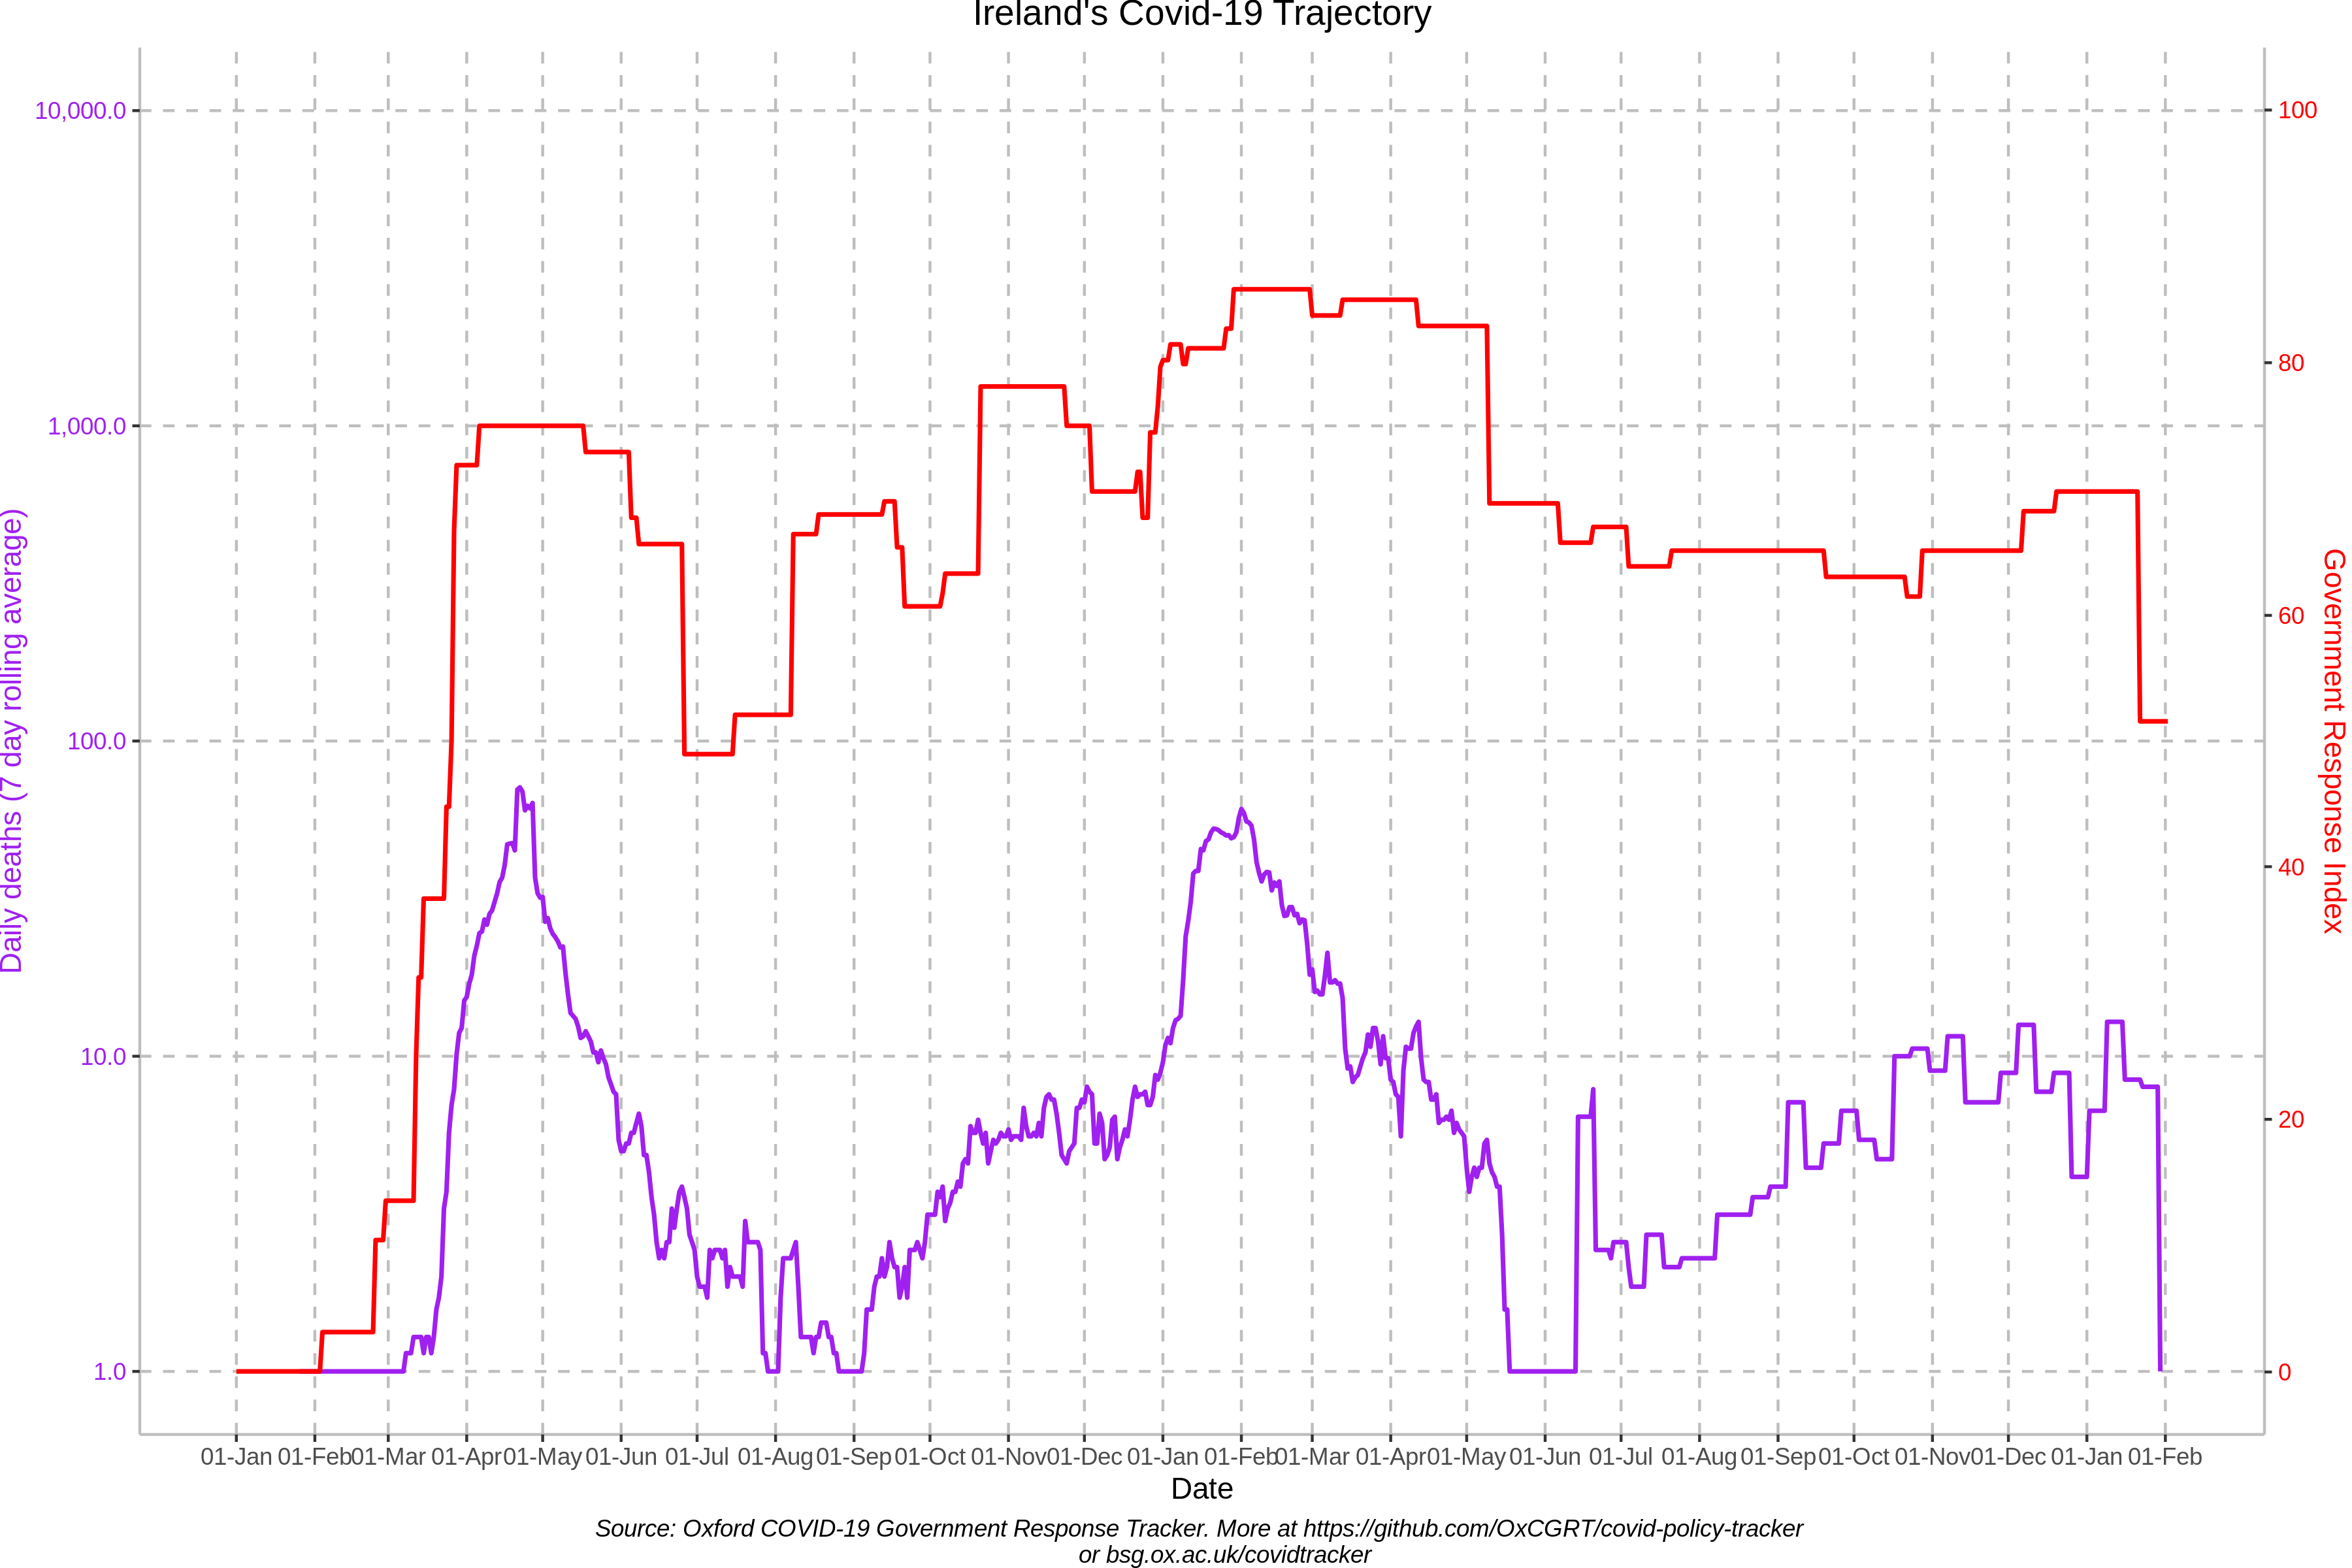 Ireland's Covid-19 Trajectory
10,000.0
1,000.0
100.0
10.0
1.0
Daily deaths (7 day rolling average)
100
80
60
40
20
0
Government Response Index
01-Jan 01-Feb 01-Mar 01-Apr 01-May 01-Jun 01-Jul 01-Aug 01-Sep 01-Oct 01-Nov 01-Dec 01-Jan 01-Feb 01-Mar 01-Apr 01-May 01-Jun 01-Jul 01-Aug 01-Sep 01-Oct 01-Nov 01-Dec 01-Jan 01-Feb
Date
Source: Oxford COVID-19 Government Response Tracker. More at https://github.com/OxCGRT/covid-policy-tracker
or bsg.ox.ac.uk/covidtracker